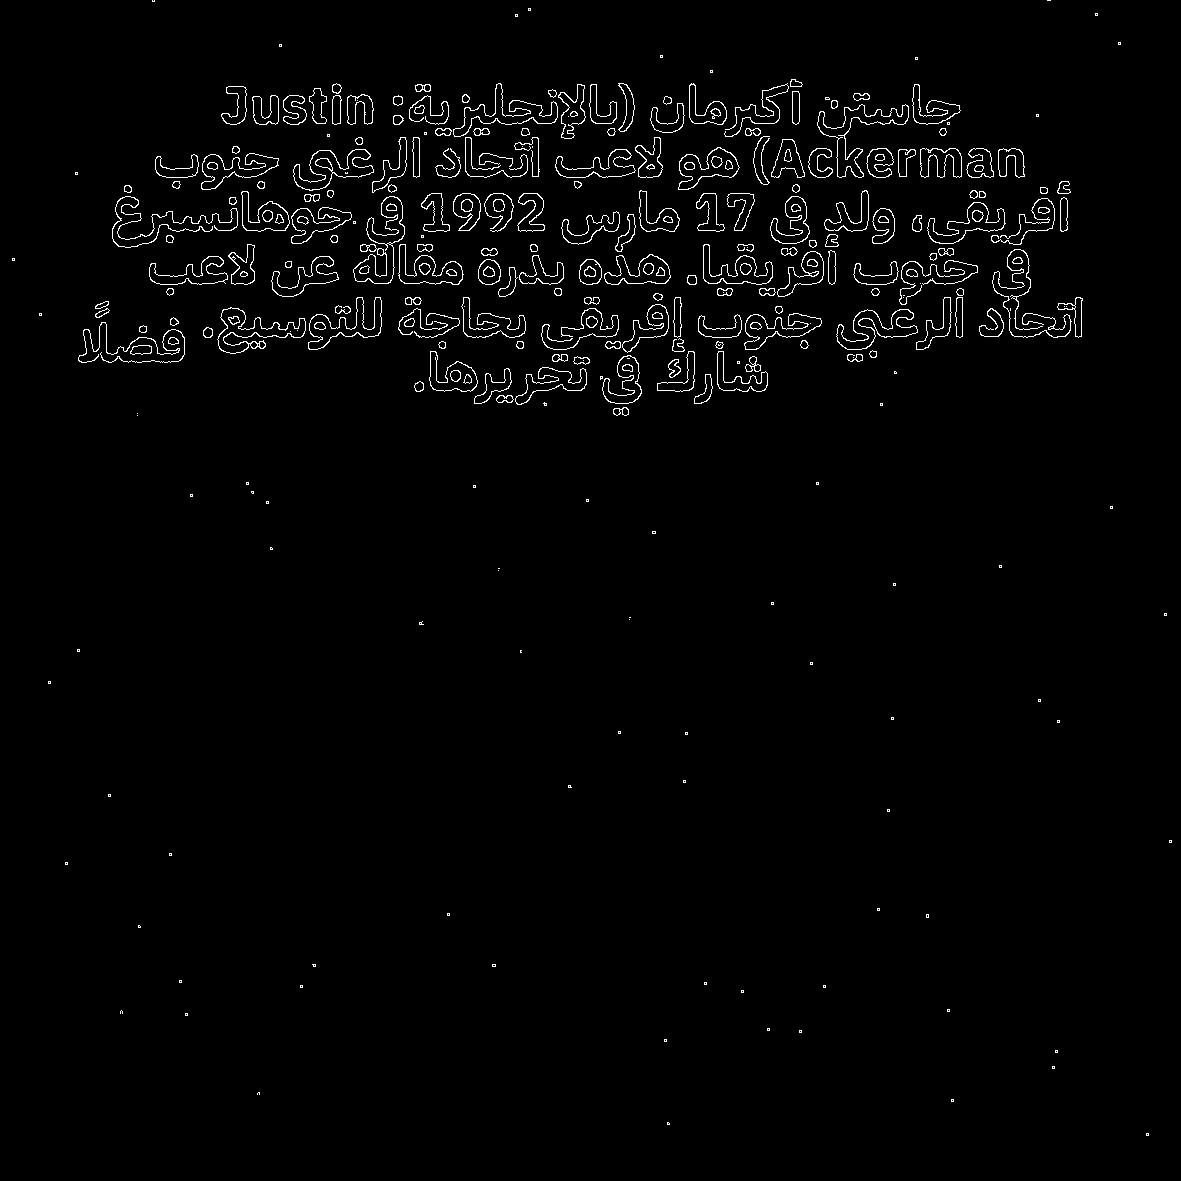 جاستن أكيرمان (بالإنجليزية: Justin
Ackerman) هو لاعب اتحاد الرغبي جنوب
أفريقي، ولد في 17 مارس 1992 في جوهانسبرغ
في جنوب أفريقيا. هذه بذرة مقالة عن لاعب
اتحاد الرغبي جنوب إفريقي بحاجة للتوسيع. فضلًا
شارك في تحريرها.